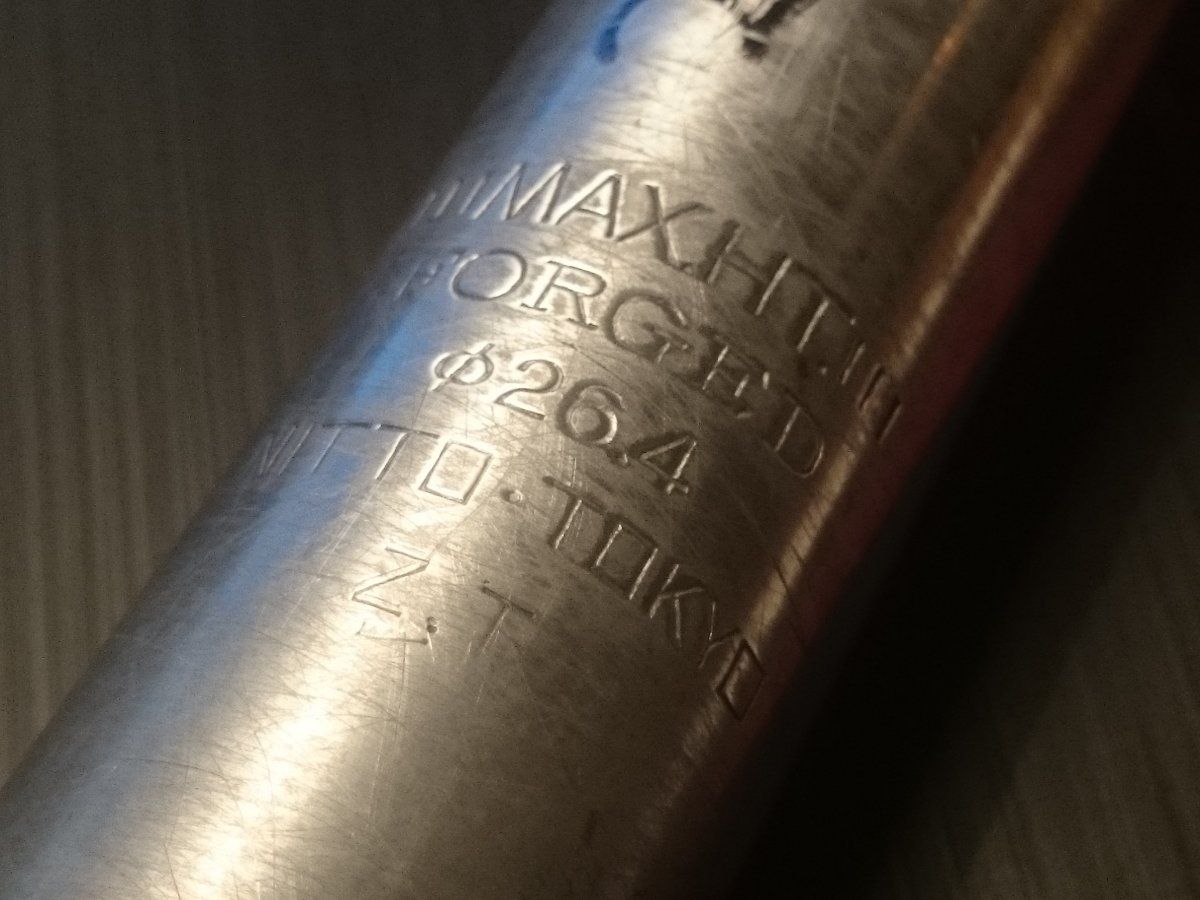 MAX.HT.
FORGED
φ26.4
NITTO・TOKYO
N.T